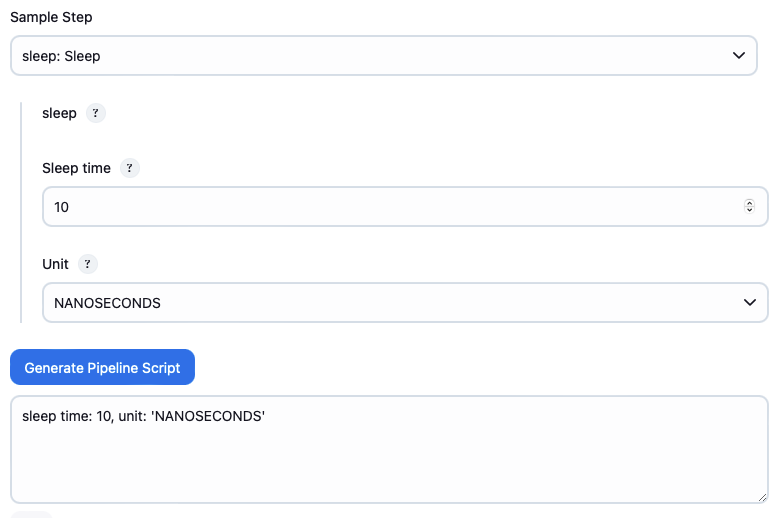 Sample Step
sleep: Sleep
sleep ?
Sleep time ?
10
Unit ?
NANOSECONDS
Generate Pipeline Script
sleep time: 10, unit: 'NANOSECONDS'